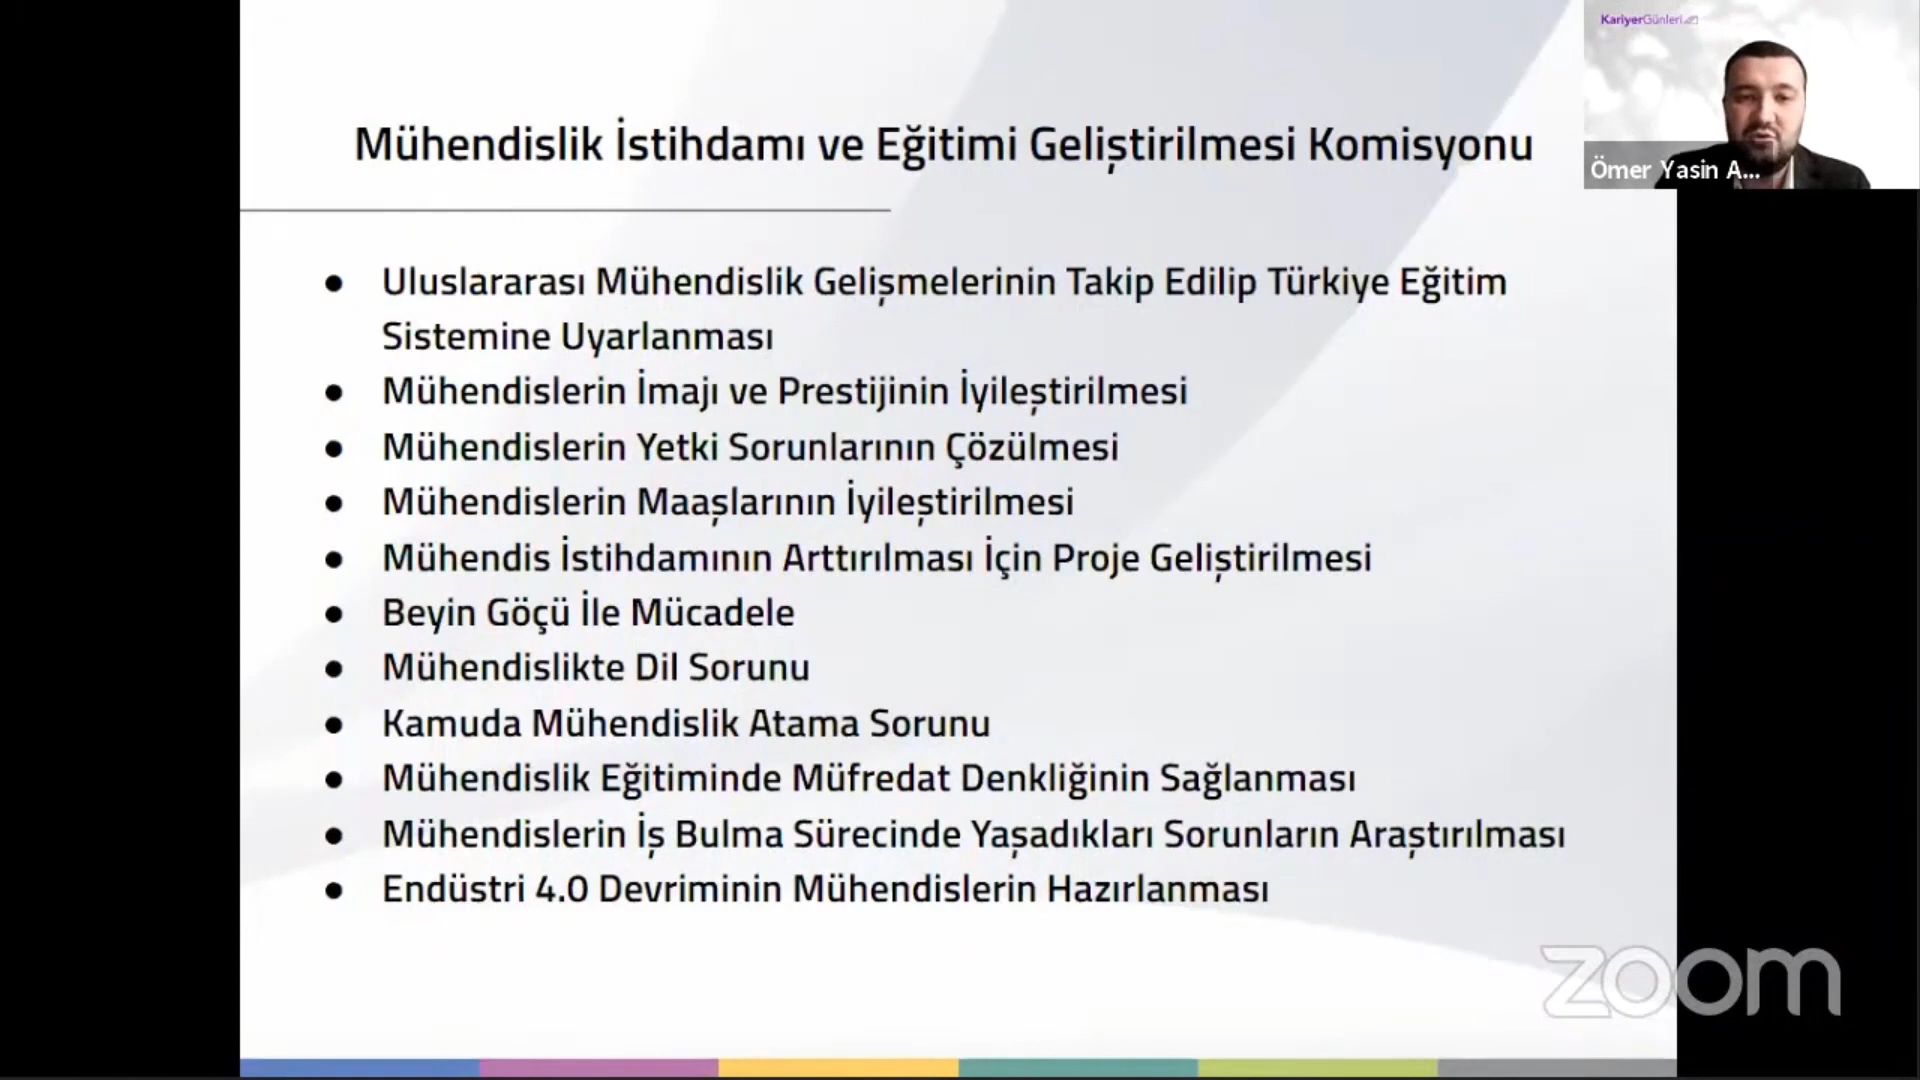 KariyerGünleri
Ömer Yasin A...
Mühendislik İstihdamı ve Eğitimi Geliştirilmesi Komisyonu
● Uluslararası Mühendislik Gelişmelerinin Takip Edilip Türkiye Eğitim
Sistemine Uyarlanması
● Mühendislerin İmajı ve Prestijinin İyileştirilmesi
● Mühendislerin Yetki Sorunlarının Çözülmesi
● Mühendislerin Maaşlarının İyileştirilmesi
● Mühendis İstihdamının Arttırılması İçin Proje Geliştirilmesi
● Beyin Göçü İle Mücadele
● Mühendislikte Dil Sorunu
● Kamuda Mühendislik Atama Sorunu
● Mühendislik Eğitiminde Müfredat Denkliğinin Sağlanması
● Mühendislerin İş Bulma Sürecinde Yaşadıkları Sorunların Araştırılması
● Endüstri 4.0 Devriminin Mühendislerin Hazırlanması
zoom